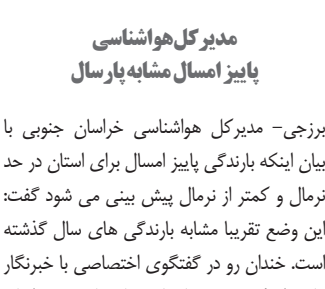 مدیرکل هواشناسی
پاییز امسال مشابه پارسال
برزجی- مدیرکل هواشناسی خراسان جنوبی با
بیان اینکه بارندگی پاییز امسال برای استان در حد
نرمال و کمتر از نرمال پیش بینی می شود گفت:
این وضع تقریبا مشابه بارندگی های سال گذشته
است. خندان رو در گفتگوی اختصاصی با خبرنگار